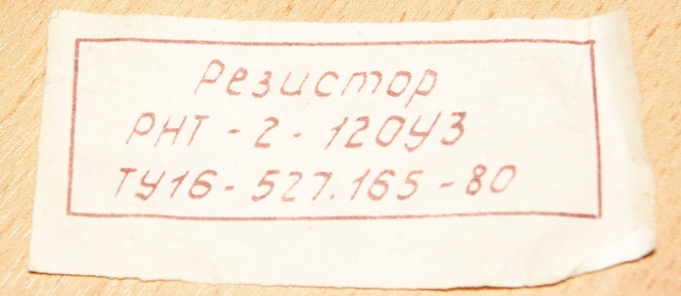 Резистор
РНТ - 2 - 120У3
ТУ16 - 527.165 - 80